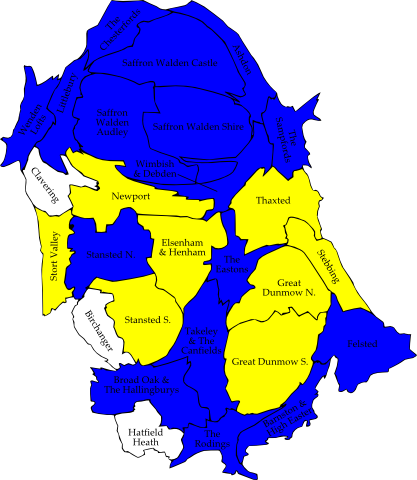 The
Chesterfords
Ashdon
Saffron Walden Castle
Littlebury
Wenden
Lofts
Saffron
Walden
Audley
Saffron Walden Shire
The
Sampfords
Wimbish
& Debden
Clavering
Newport
Thaxted
Stort Valley
Stansted N.
Elsenham
& Henham
The
Eastons
Stebbing
Great
Dunmow N.
Birchanger
Stansted S.
Takeley
& The
Canfields
Felsted
Great Dunmow S.
Broad Oak &
The Hallingburys
Barnston &
High Easter
Hatfield
Heath
The
Rodings